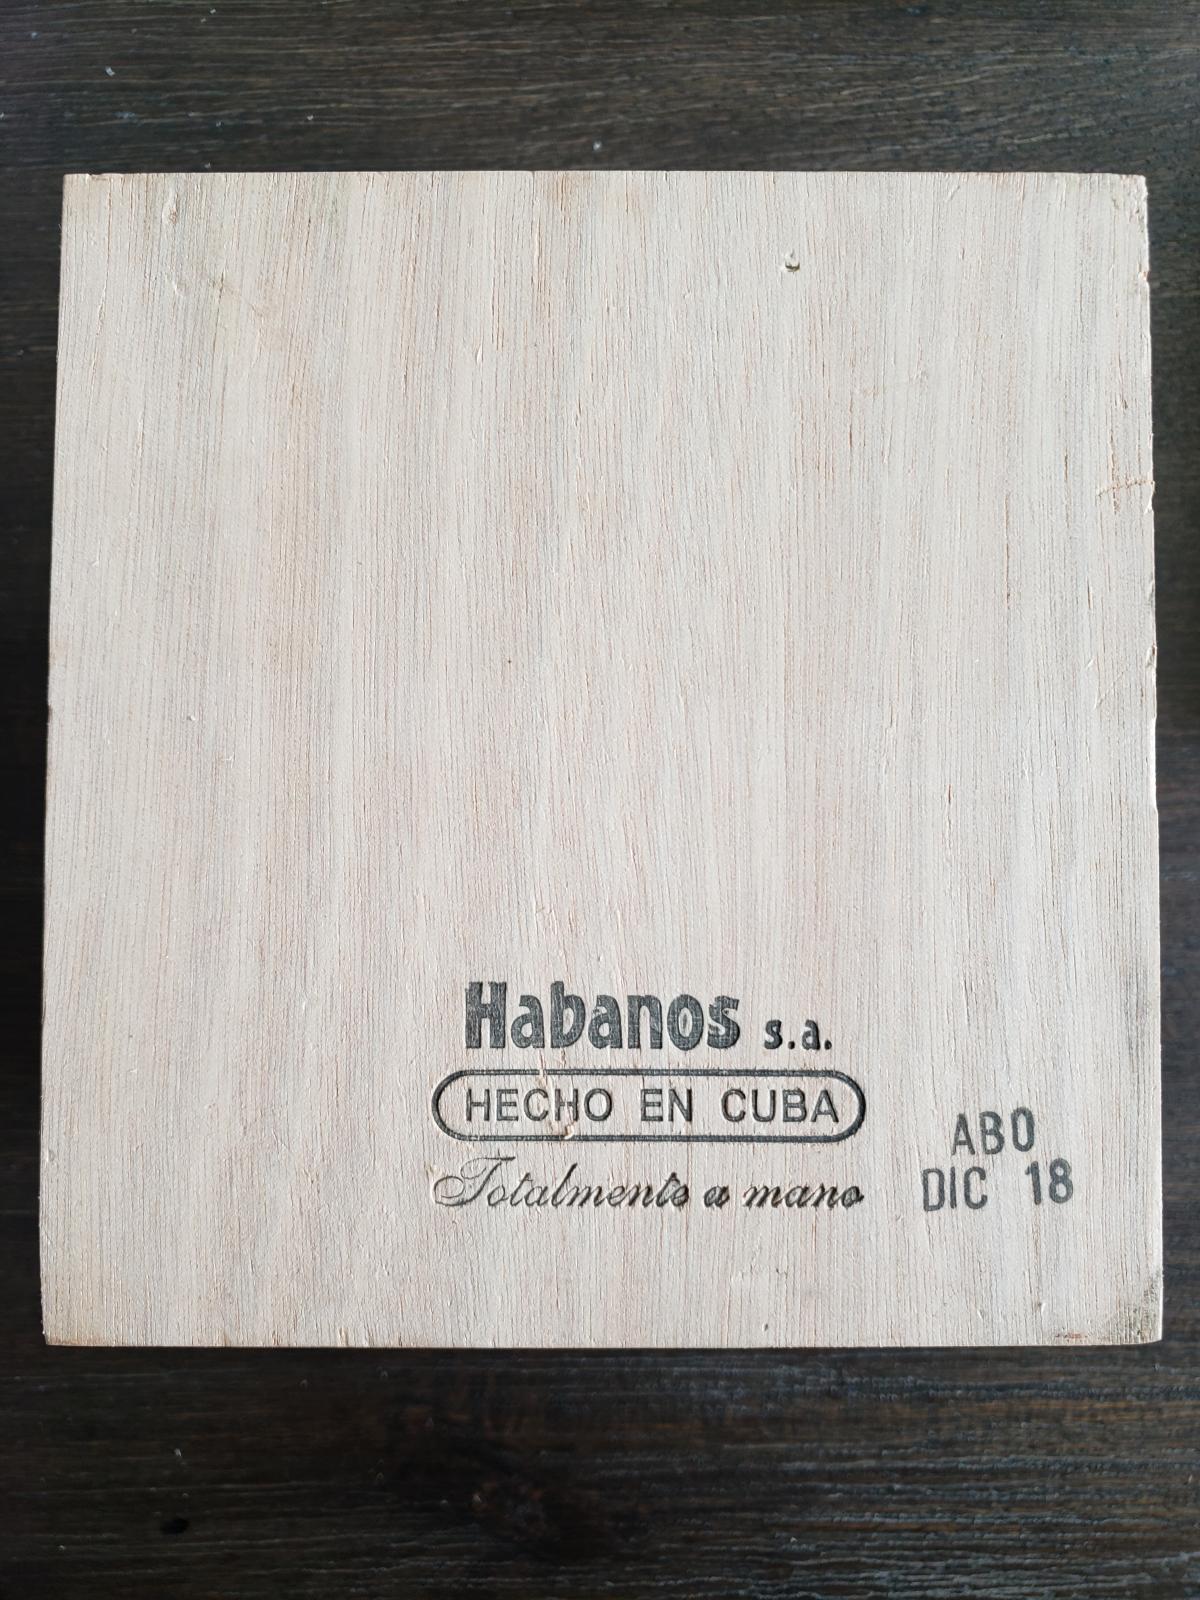 Habanos s.a.
HECHO EN CUBA
Totalmente a mano
ABO
DIC 18